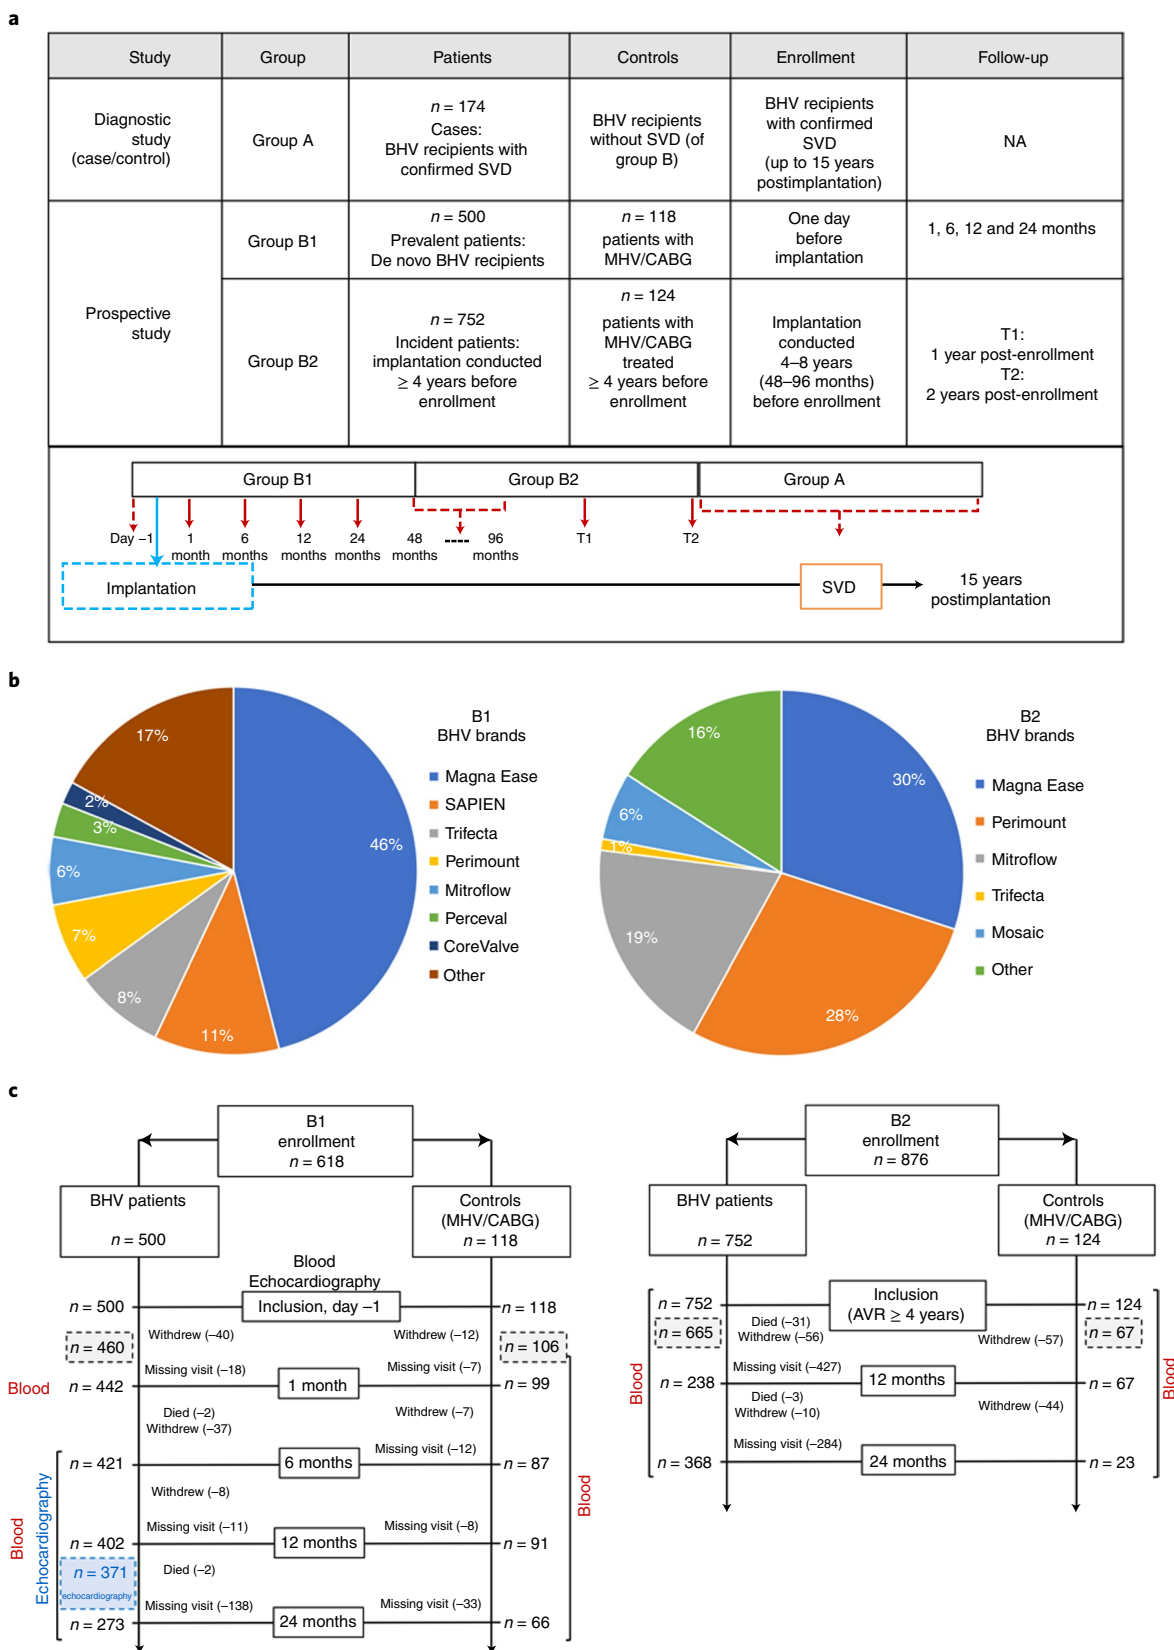 a
Study Group Patients Controls Enrollment Follow-up
Diagnostic
study
(case/control)
Group A
n = 174
Cases:
BHV recipients with
confirmed SVD
BHV recipients
without SVD (of
group B)
BHV recipients
with confirmed
SVD
(up to 15 years
postimplantation)
NA
Prospective
study
Group B1
n = 500
Prevalent patients:
De novo BHV recipients
n = 118
patients with
MHV/CABG
One day
before
implantation
1, 6, 12 and 24 months
Group B2
n = 752
Incident patients:
implantation conducted
≥ 4 years before
enrollment
n = 124
patients with
MHV/CABG
treated
≥ 4 years before
enrollment
Implantation
conducted
4–8 years
(48–96 months)
before enrollment
T1:
1 year post-enrollment
T2:
2 years post-enrollment
Group B1 Group B2 Group A
Day –1
1
month
6
months
12
months
24
months
48
months
96
months
T1
T2
Implantation
SVD
15 years
postimplantation
b
B1
BHV brands
46%
11%
8%
7%
6%
3%
2%
17%
Magna Ease
SAPIEN
Trifecta
Perimount
Mitroflow
Perceval
CoreValve
Other
B2
BHV brands
30%
28%
19%
1%
6%
16%
Magna Ease
Perimount
Mitroflow
Trifecta
Mosaic
Other
c
B1
enrollment
n = 618
BHV patients
n = 500
Controls
(MHV/CABG)
n = 118
Blood
Echocardiography
n = 500 Inclusion, day –1 n = 118
Withdrew (–40) Withdrew (–12)
n = 460 n = 106
Missing visit (–18) Missing visit (–7)
Blood n = 442 1 month n = 99
Died (–2)
Withdrew (–37)
Withdrew (–7)
Missing visit (–12)
n = 421 6 months n = 87
Withdrew (–8)
Missing visit (–11) Missing visit (–8)
n = 402 12 months n = 91
n = 371
echocardiography
Died (–2)
Missing visit (–138) Missing visit (–33)
n = 273 24 months n = 66
Blood
Echocardiography
Blood
B2
enrollment
n = 876
BHV patients
n = 752
Controls
(MHV/CABG)
n = 124
n = 752 Inclusion
(AVR ≥ 4 years) n = 124
Died (–31)
Withdrew (–56)
Withdrew (–57)
n = 665 n = 67
Missing visit (–427)
n = 238 12 months n = 67
Died (–3)
Withdrew (–10)
Withdrew (–44)
Missing visit (–284)
n = 368 24 months n = 23
Blood
Blood